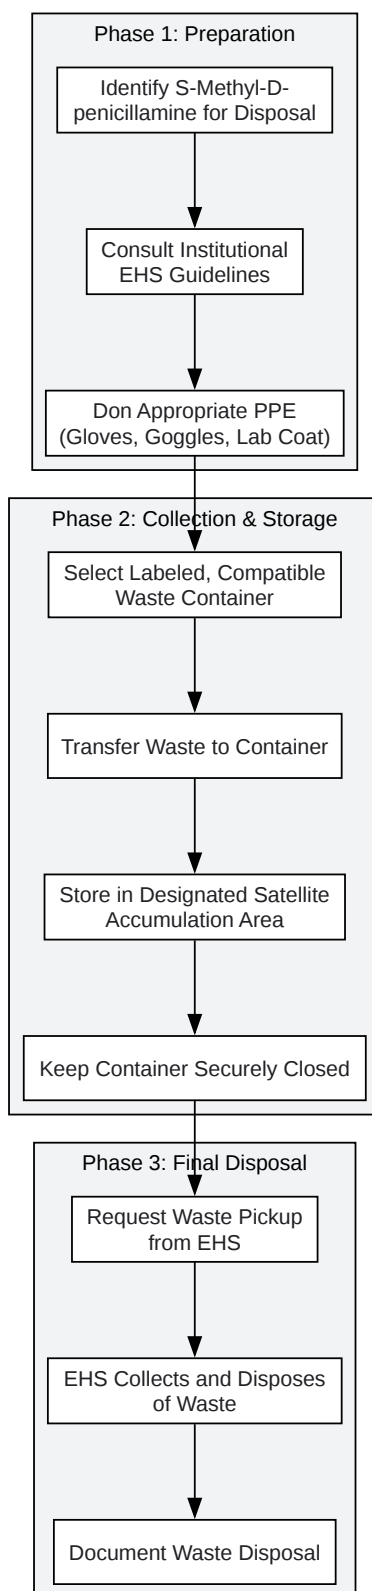 Phase 1: Preparation
Identify S-Methyl-D-
penicillamine for Disposal
Consult Institutional
EHS Guidelines
Don Appropriate PPE
(Gloves, Goggles, Lab Coat)
Phase 2: Collection & Storage
Select Labeled, Compatible
Waste Container
Transfer Waste to Container
Store in Designated Satellite
Accumulation Area
Keep Container Securely Closed
Phase 3: Final Disposal
Request Waste Pickup
from EHS
EHS Collects and Disposes
of Waste
Document Waste Disposal